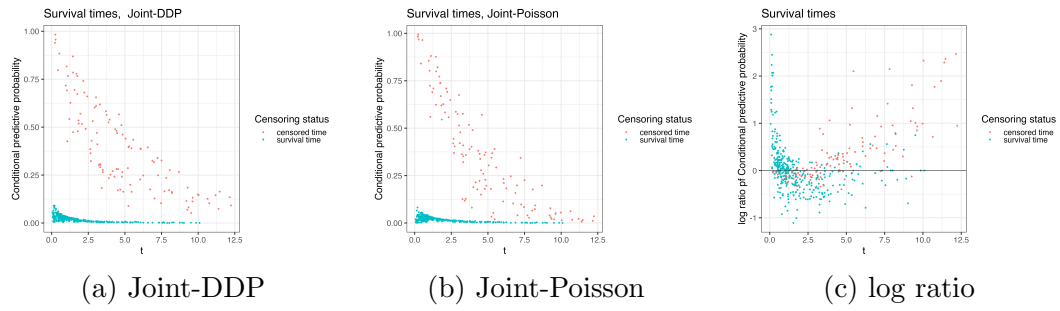 Survival times, Joint-DDP
Conditional predictive probability
1.00
0.75
0.50
0.25
0.00
0.0 2.5 5.0 7.5 10.0 12.5
t
Censoring status
censored time
survival time
(a) Joint-DDP
Survival times, Joint-Poisson
Conditional predictive probability
1.00
0.75
0.50
0.25
0.00
0.0 2.5 5.0 7.5 10.0 12.5
t
Censoring status
censored time
survival time
(b) Joint-Poisson
Survival times
log ratio pf Conditional predictive probability
3
2
1
0
-1
0.0 2.5 5.0 7.5 10.0 12.5
t
Censoring status
censored time
survival time
(c) log ratio